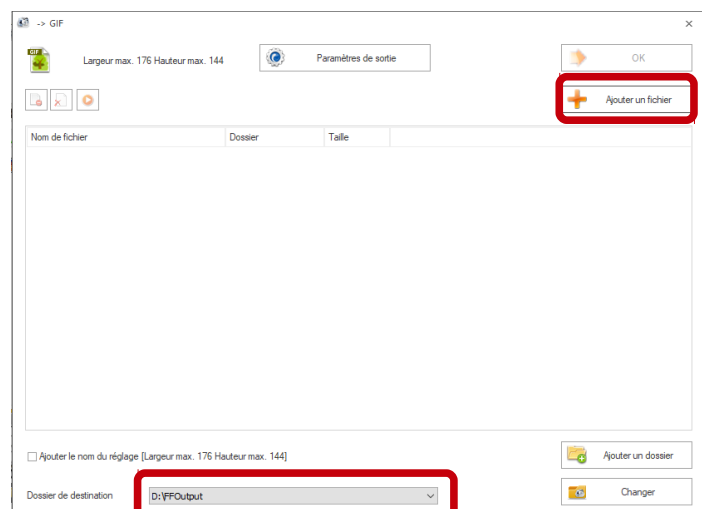 -> GIF
GIF
Largeur max. 176 Hauteur max. 144
Paramètres de sortie
OK
Ajouter un fichier
Nom de fichier Dossier Taille
Ajouter le nom du réglage [Largeur max. 176 Hauteur max. 144]
Ajouter un dossier
Dossier de destination D:\FFOutput Changer